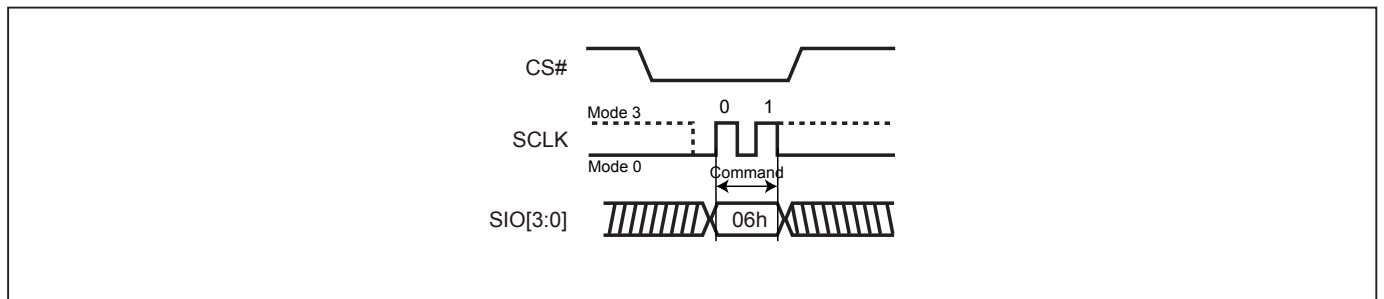 CS#
0 1
Mode 3
SCLK
Mode 0
Command
SIO[3:0]
06h